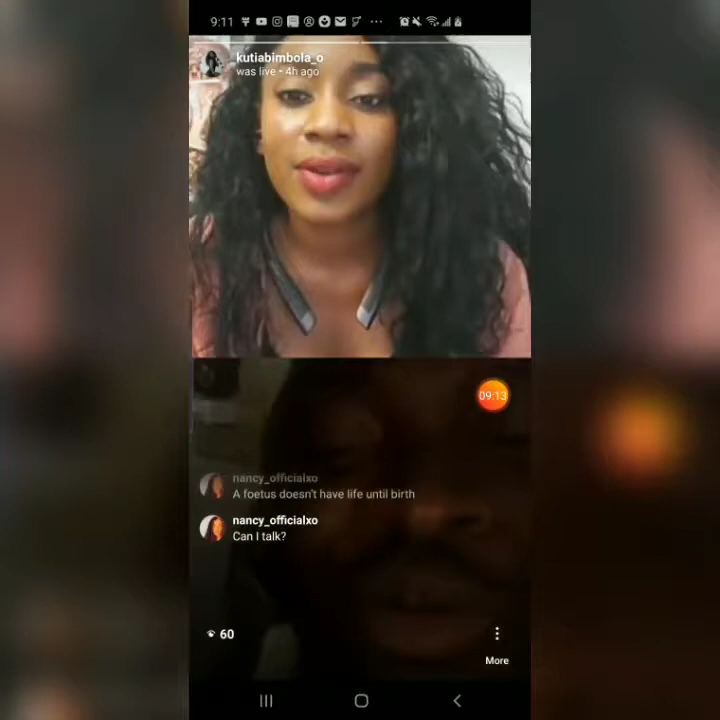 9:11
kutiabimbola_o
was live • 4h ago
09:13
nancy_officialxo
A foetus doesn't have life until birth
nancy_officialxo
Can I talk?
60
More